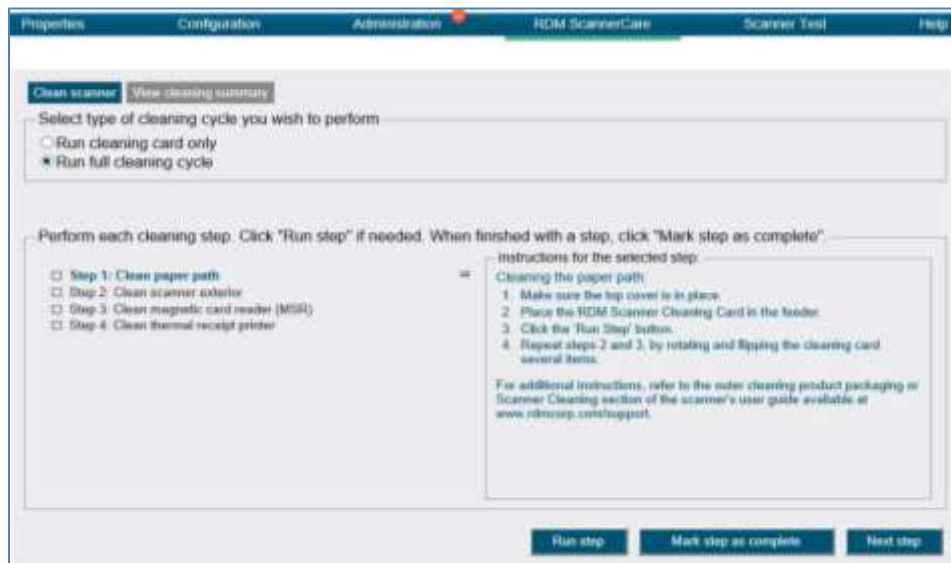 Properties Configuration Administration RDM ScannerCare Scanner Test Help
Clean scanner View cleaning summary
Select type of cleaning cycle you wish to perform
Run cleaning card only
Run full cleaning cycle
Perform each cleaning step. Click "Run step" if needed. When finished with a step, click "Mark step as complete".
Step 1: Clean paper path
Step 2: Clean scanner exterior
Step 3: Clean magnetic card reader (MSR)
Step 4: Clean thermal receipt printer
Instructions for the selected step:
Cleaning the paper path:
1. Make sure the top cover is in place.
2. Place the RDM Scanner Cleaning Card in the feeder.
3. Click the 'Run Step' button.
4. Repeat steps 2 and 3, by rotating and flipping the cleaning card
several items.
For additional instructions, refer to the outer cleaning product packaging or
Scanner Cleaning section of the scanner's user guide available at
www.rdmcorp.com/support.
Run step Mark step as complete Next step